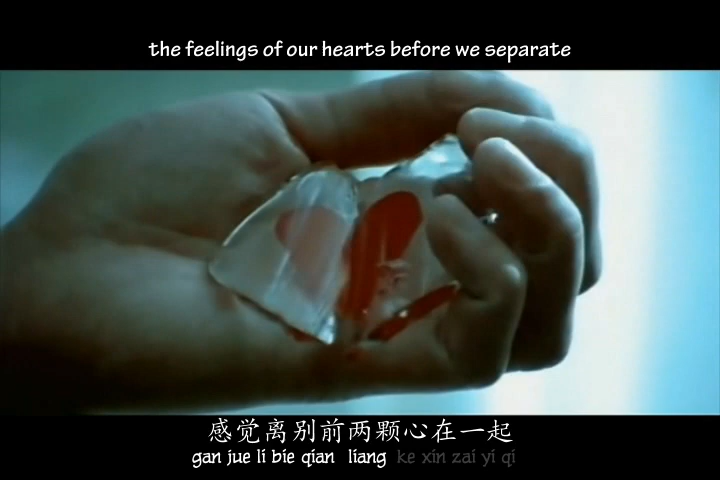 the feelings of our hearts before we separate
感觉离别前两颗心在一起
gan jue li bie qian liang ke xin zai yi qi